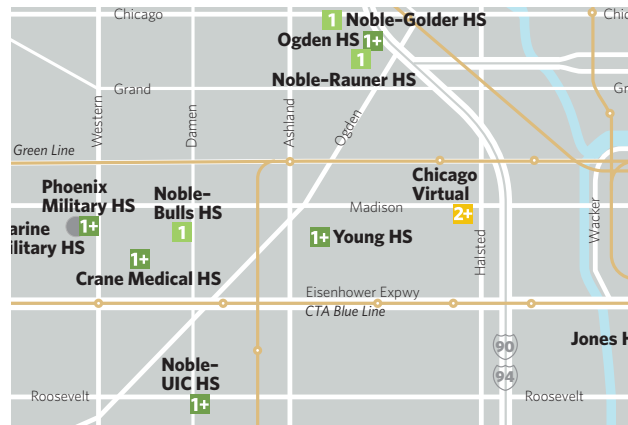 Chicago
1 Noble–Golder HS
Chic
Ogden HS 1+
1
Noble–Rauner HS
Grand
Gr
Western
Damen
Ashland
Ogden
Green Line
Phoenix
Military HS
1+
arine
ilitary HS
Noble–
Bulls HS
1
1+
Crane Medical HS
Madison
Chicago
Virtual
2+
1+ Young HS
Halsted
Wacker
Eisenhower Expwy
CTA Blue Line
90
94
Jones H
Noble–
UIC HS
1+
Roosevelt
Roosevelt